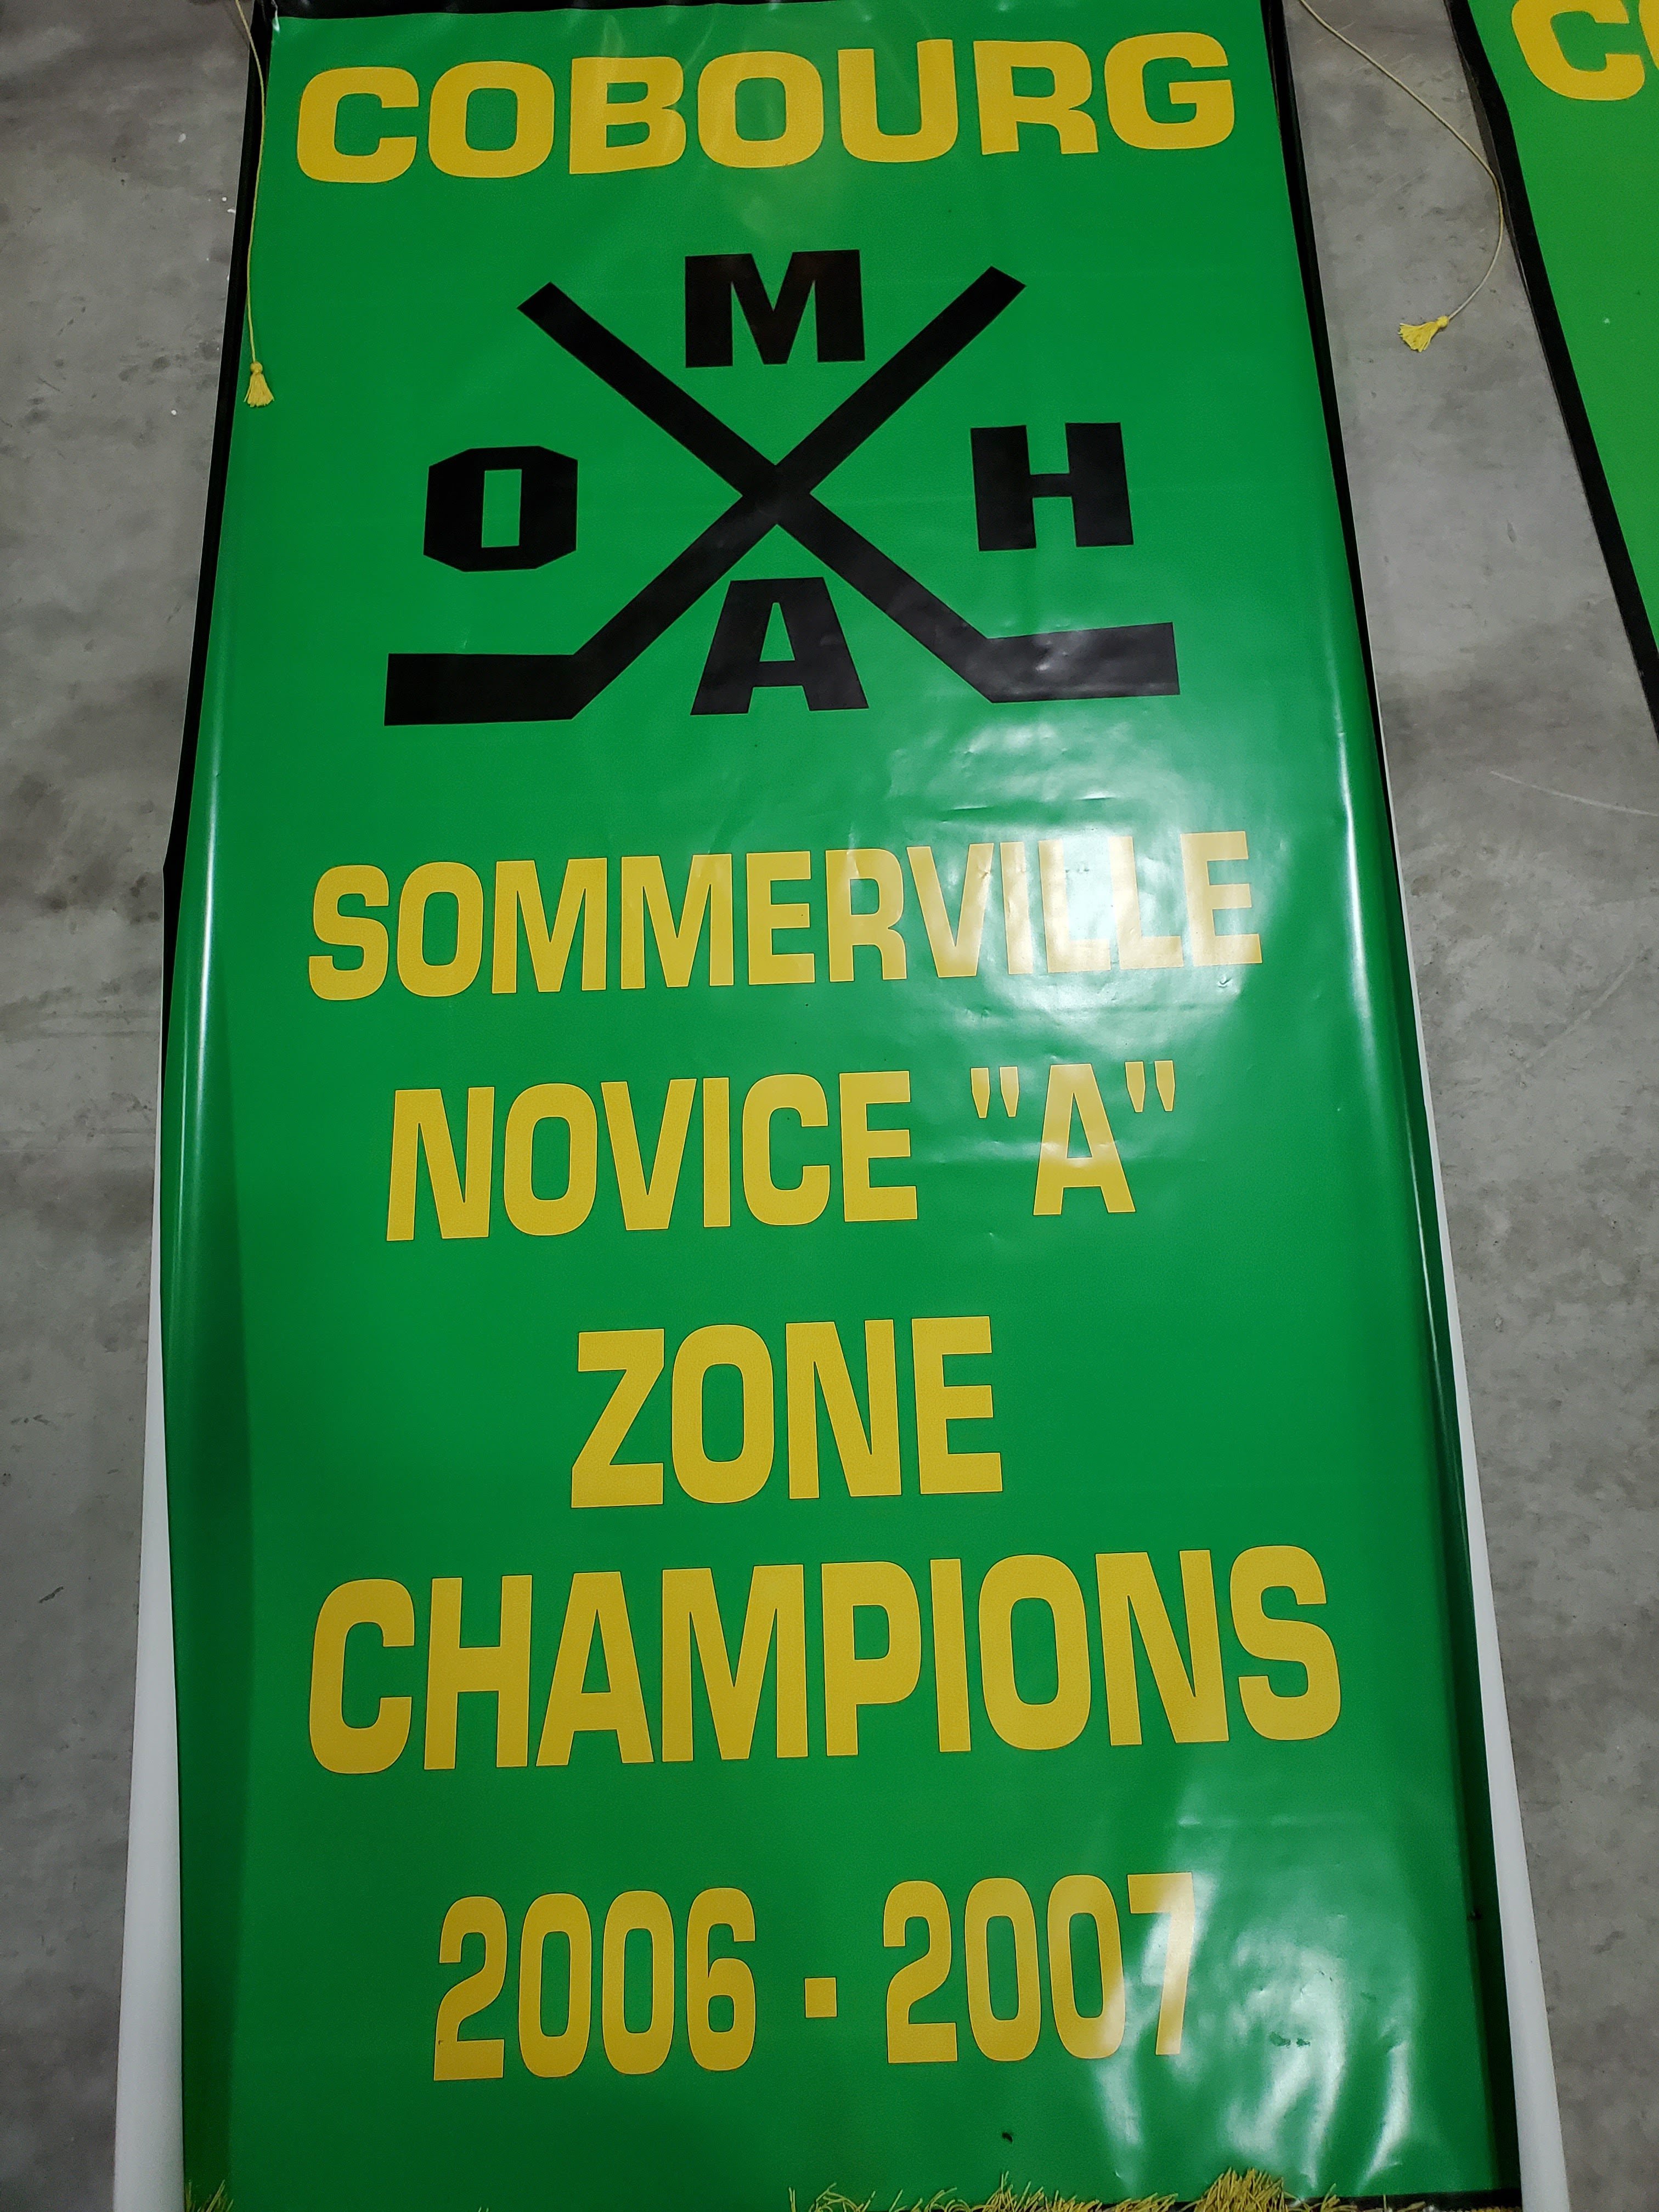 COBOURG
M
O H
A
SOMMERVILLE
NOVICE "A"
ZONE
CHAMPIONS
2006 - 2007